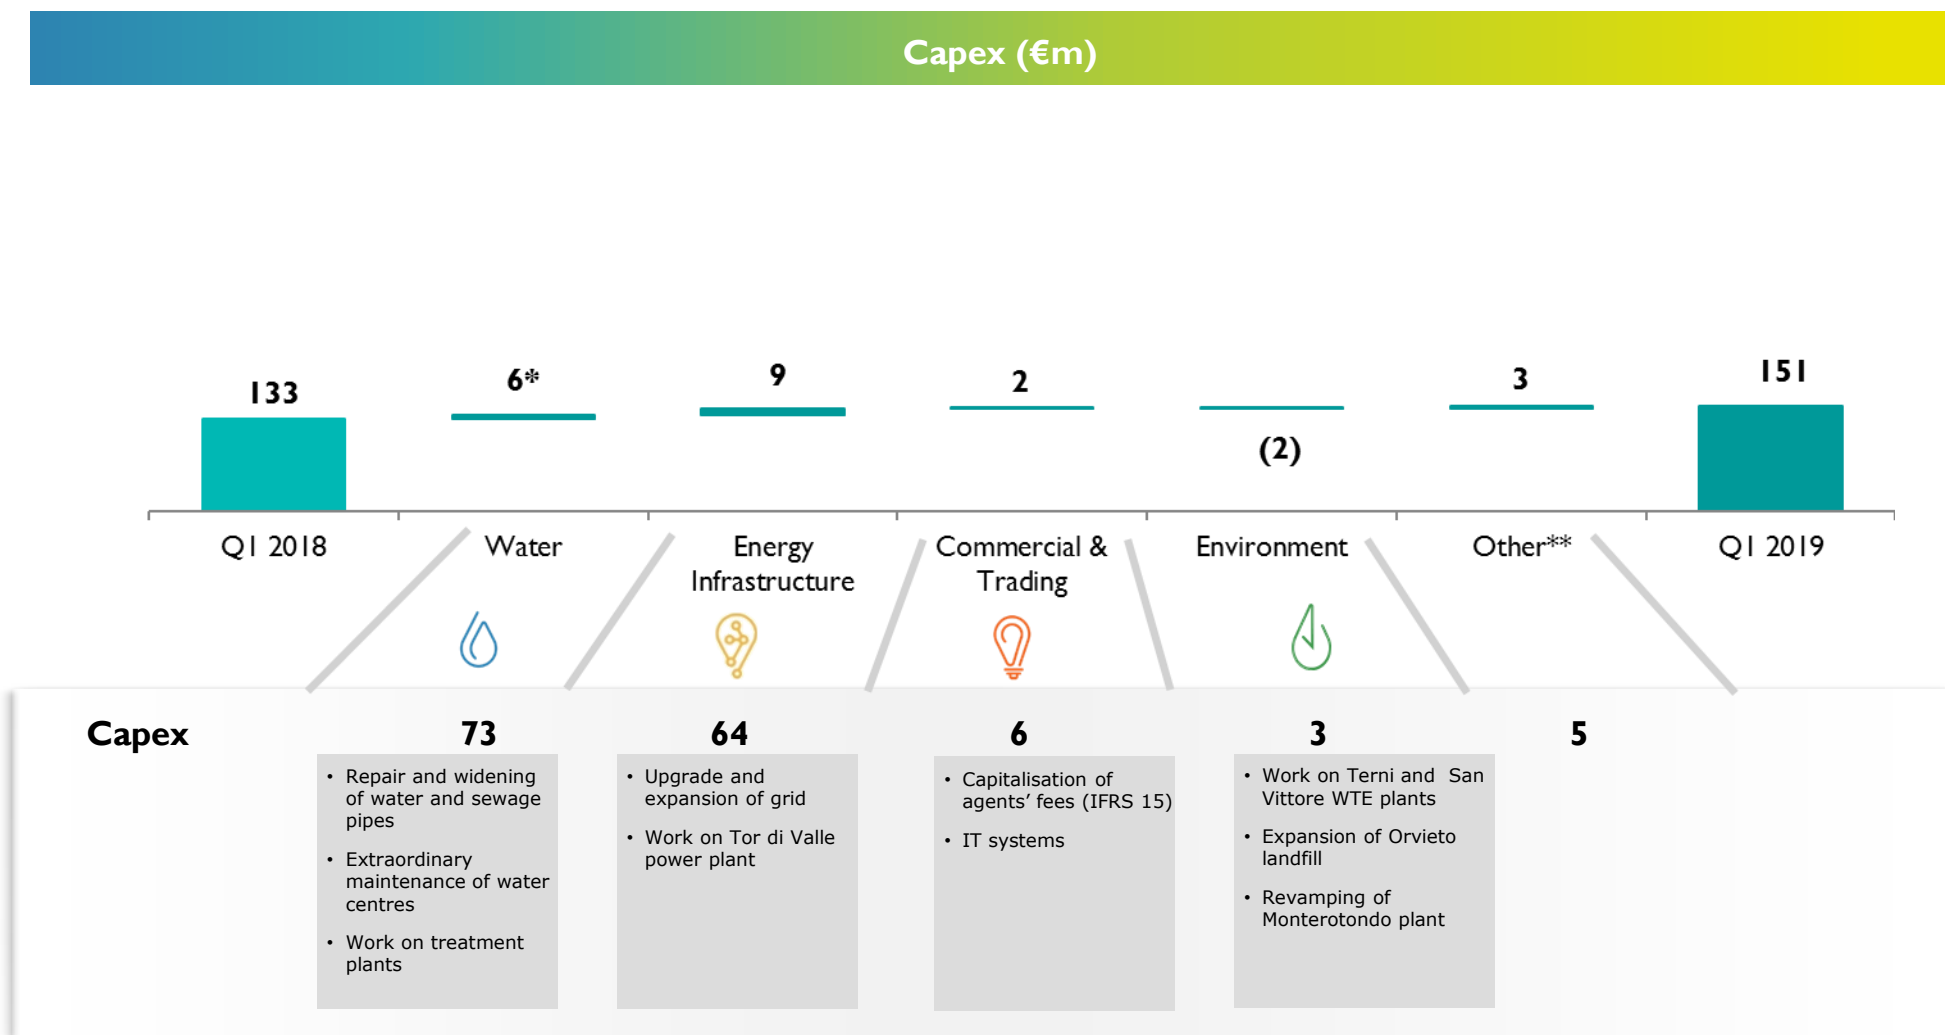 Capex (€m)
133
6*
9
2
(2)
3
151
Q1 2018
Water
Energy
Infrastructure
Commercial &
Trading
Environment
Other**
Q1 2019
Capex
73
64
6
3
5
• Repair and widening
of water and sewage
pipes
• Extraordinary
maintenance of water
centres
• Work on treatment
plants
• Upgrade and
expansion of grid
• Work on Tor di Valle
power plant
• Capitalisation of
agents’ fees (IFRS 15)
• IT systems
• Work on Terni and San
Vittore WTE plants
• Expansion of Orvieto
landfill
• Revamping of
Monterotondo plant